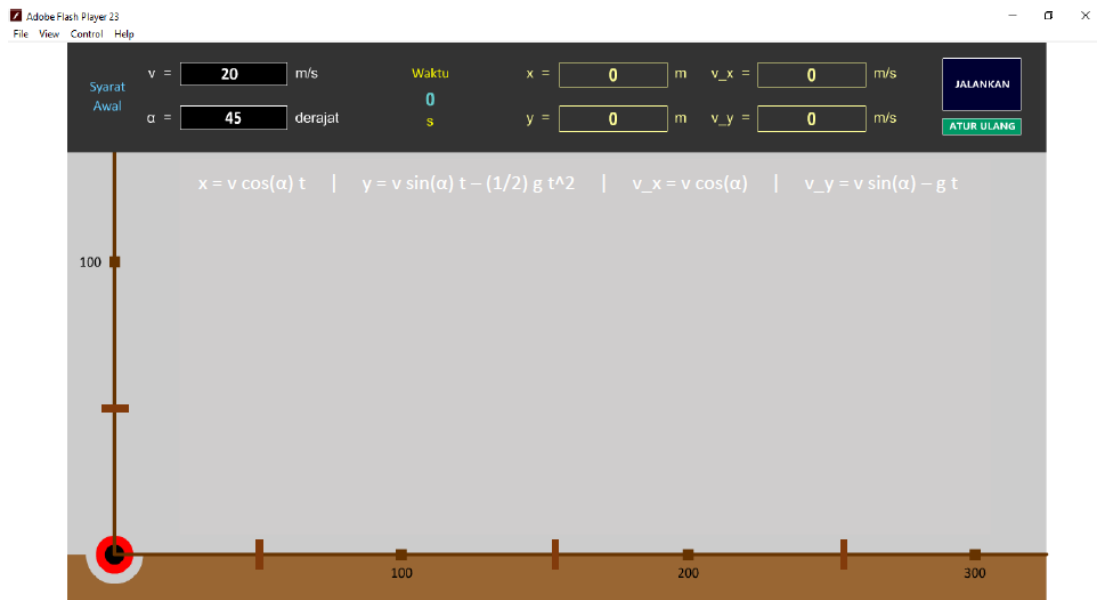 Adobe Flash Player 23
File View Control Help
Syarat
Awal
v = 20 m/s
α = 45 derajat
Waktu
0
s
x = 0 m
y = 0 m
v_x = 0 m/s
v_y = 0 m/s
JALANKAN
ATUR ULANG
x = v cos(α) t | y = v sin(α) t – (1/2) g t^2 | v_x = v cos(α) | v_y = v sin(α) – g t
100
100 200 300